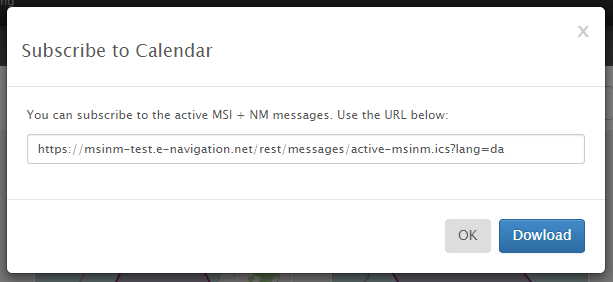 x
Subscribe to Calendar
You can subscribe to the active MSI + NM messages. Use the URL below:
https://msinm-test.e-navigation.net/rest/messages/active-msinm.ics?lang=da
OK Dowload